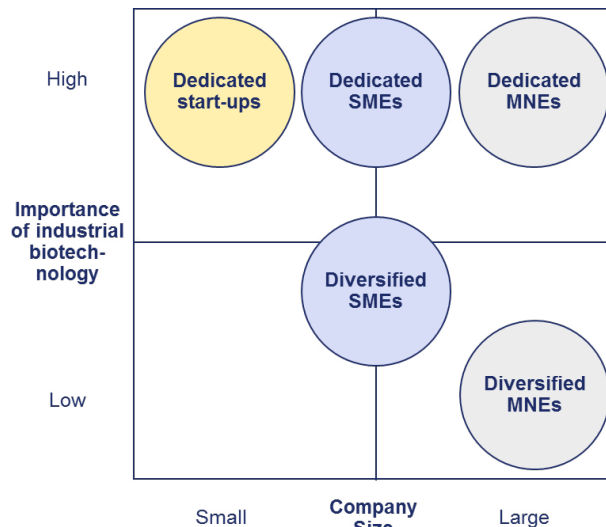 High
Dedicated
start-ups
Dedicated
SMEs
Dedicated
MNEs
Importance
of industrial
biotech-
nology
Diversified
SMEs
Diversified
MNEs
Low
Small
Company
Size
Large